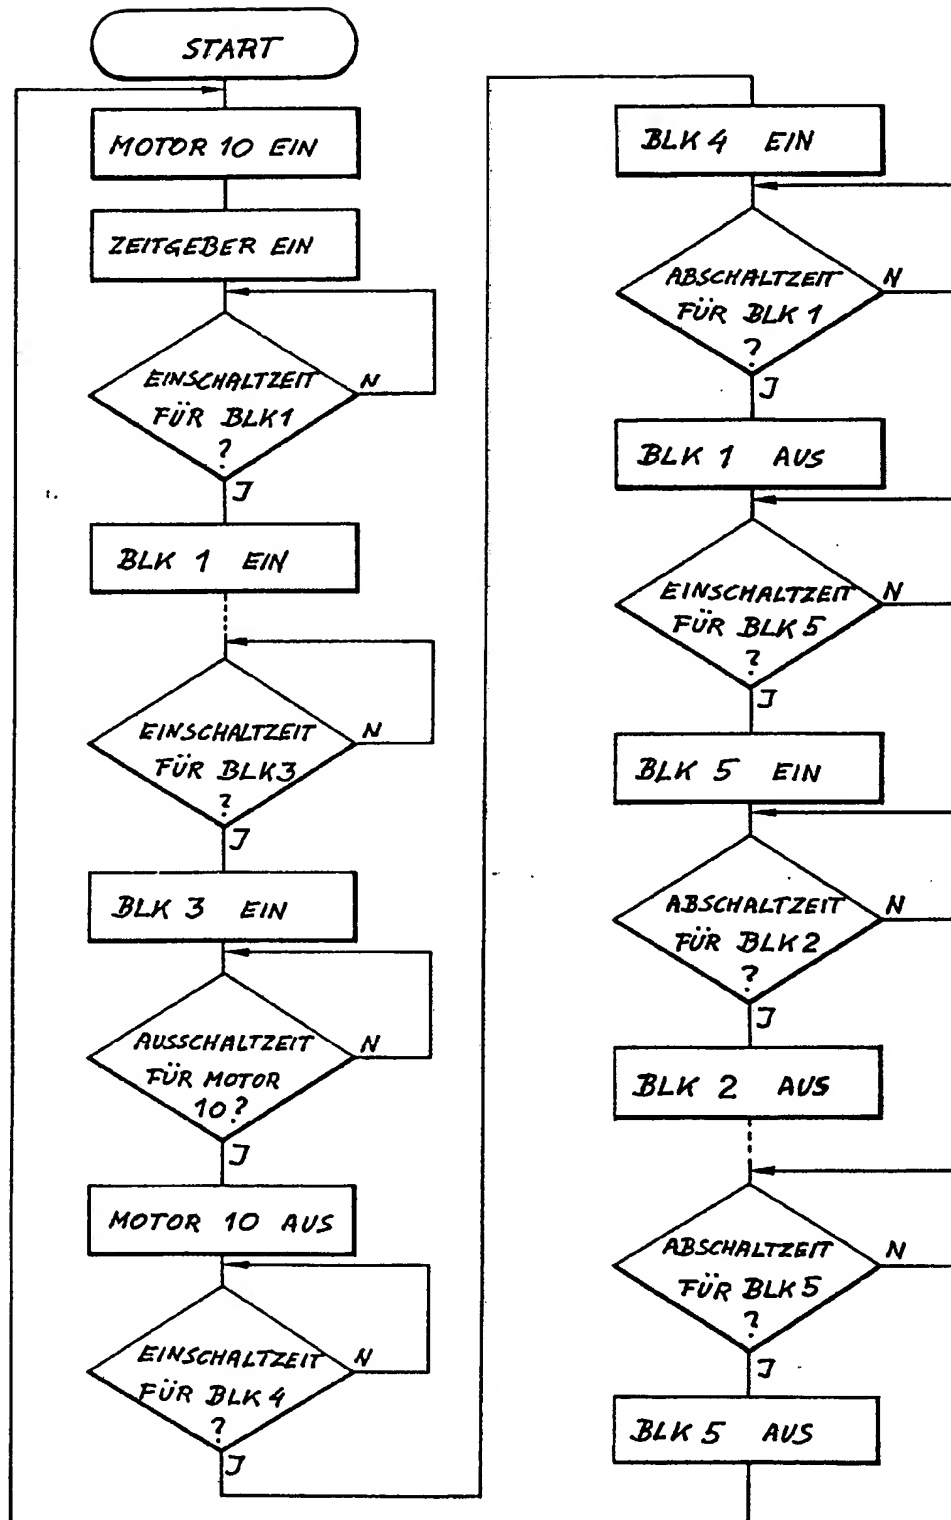 START
MOTOR 10 EIN
ZEITGEBER EIN
EINSCHALTZEIT
FÜR BLK1
?
N
J
BLK 1 EIN
EINSCHALTZEIT
FÜR BLK3
?
N
J
BLK 3 EIN
AUSSCHALTZEIT
FÜR MOTOR
10?
N
J
MOTOR 10 AUS
EINSCHALTZEIT
FÜR BLK 4
?
N
J
BLK 4 EIN
ABSCHALTZEIT
FÜR BLK 1
?
N
J
BLK 1 AUS
EINSCHALTZEIT
FÜR BLK 5
?
N
J
BLK 5 EIN
ABSCHALTZEIT
FÜR BLK 2
?
N
J
BLK 2 AUS
ABSCHALTZEIT
FÜR BLK 5
?
N
J
BLK 5 AUS